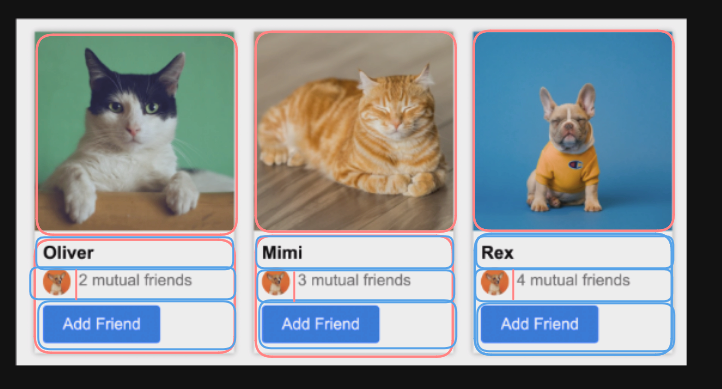 Oliver
2 mutual friends
Add Friend
Mimi
3 mutual friends
Add Friend
Rex
4 mutual friends
Add Friend